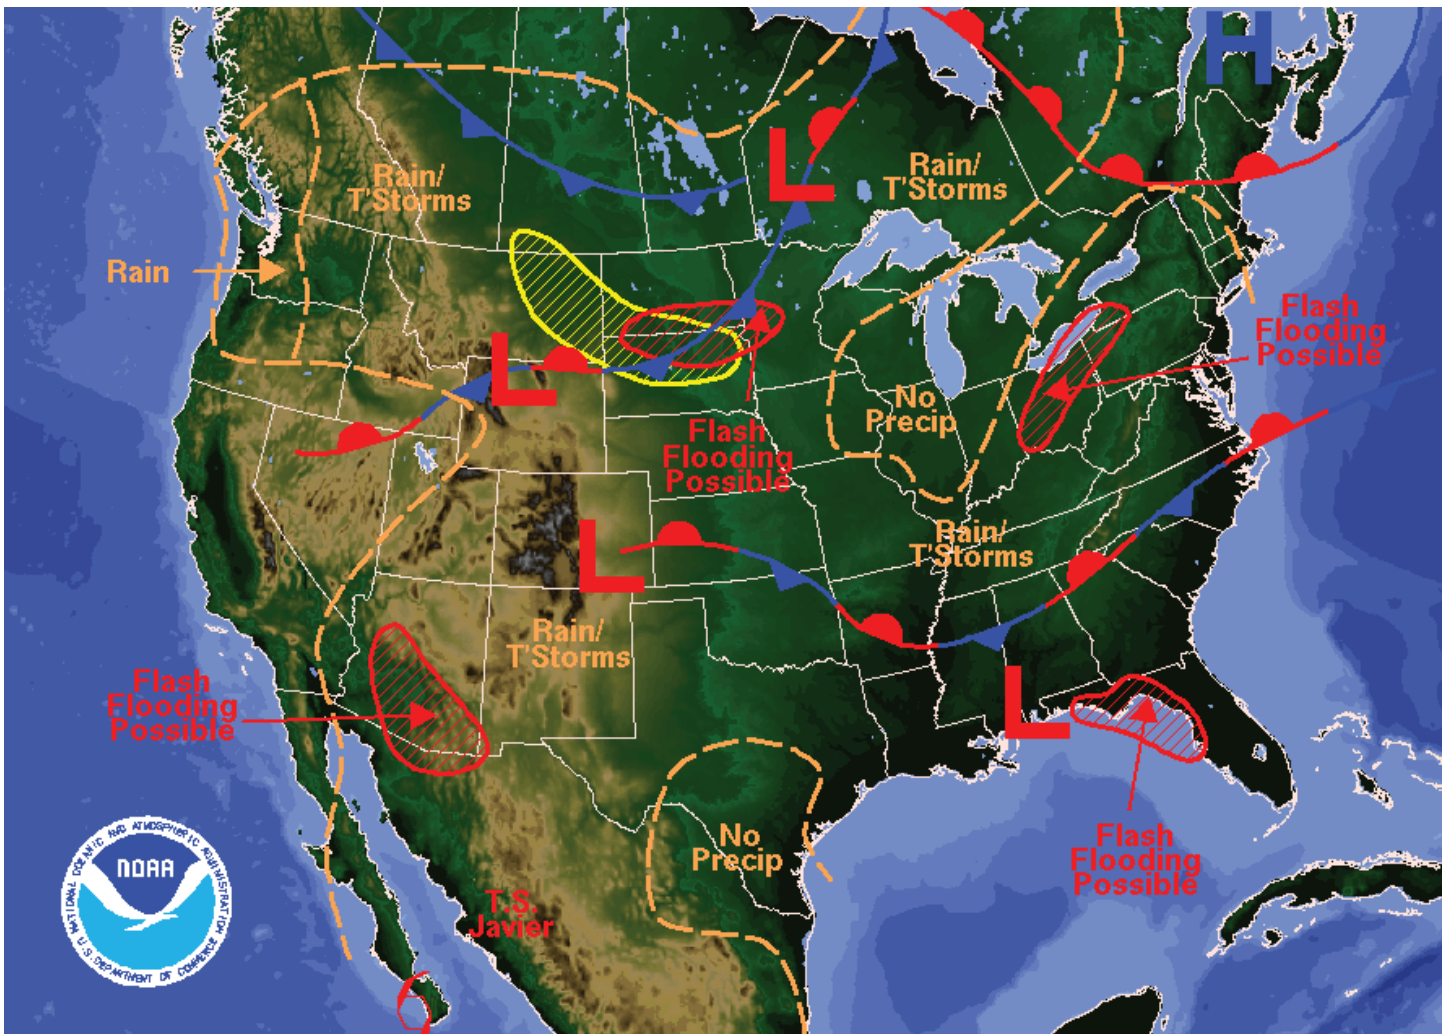 H
L
Rain/
T'Storms
Rain/
T'Storms
Rain
Flash
Flooding
Possible
L
No
Precip
Flash
Flooding
Possible
L
Rain/
T'Storms
Rain/
T'Storms
Flash
Flooding
Possible
L
No
Precip
Flash
Flooding
Possible
T.S.
Javier
NATIONAL OCEANIC AND ATMOSPHERIC ADMINISTRATION
NOAA
U.S. DEPARTMENT OF COMMERCE